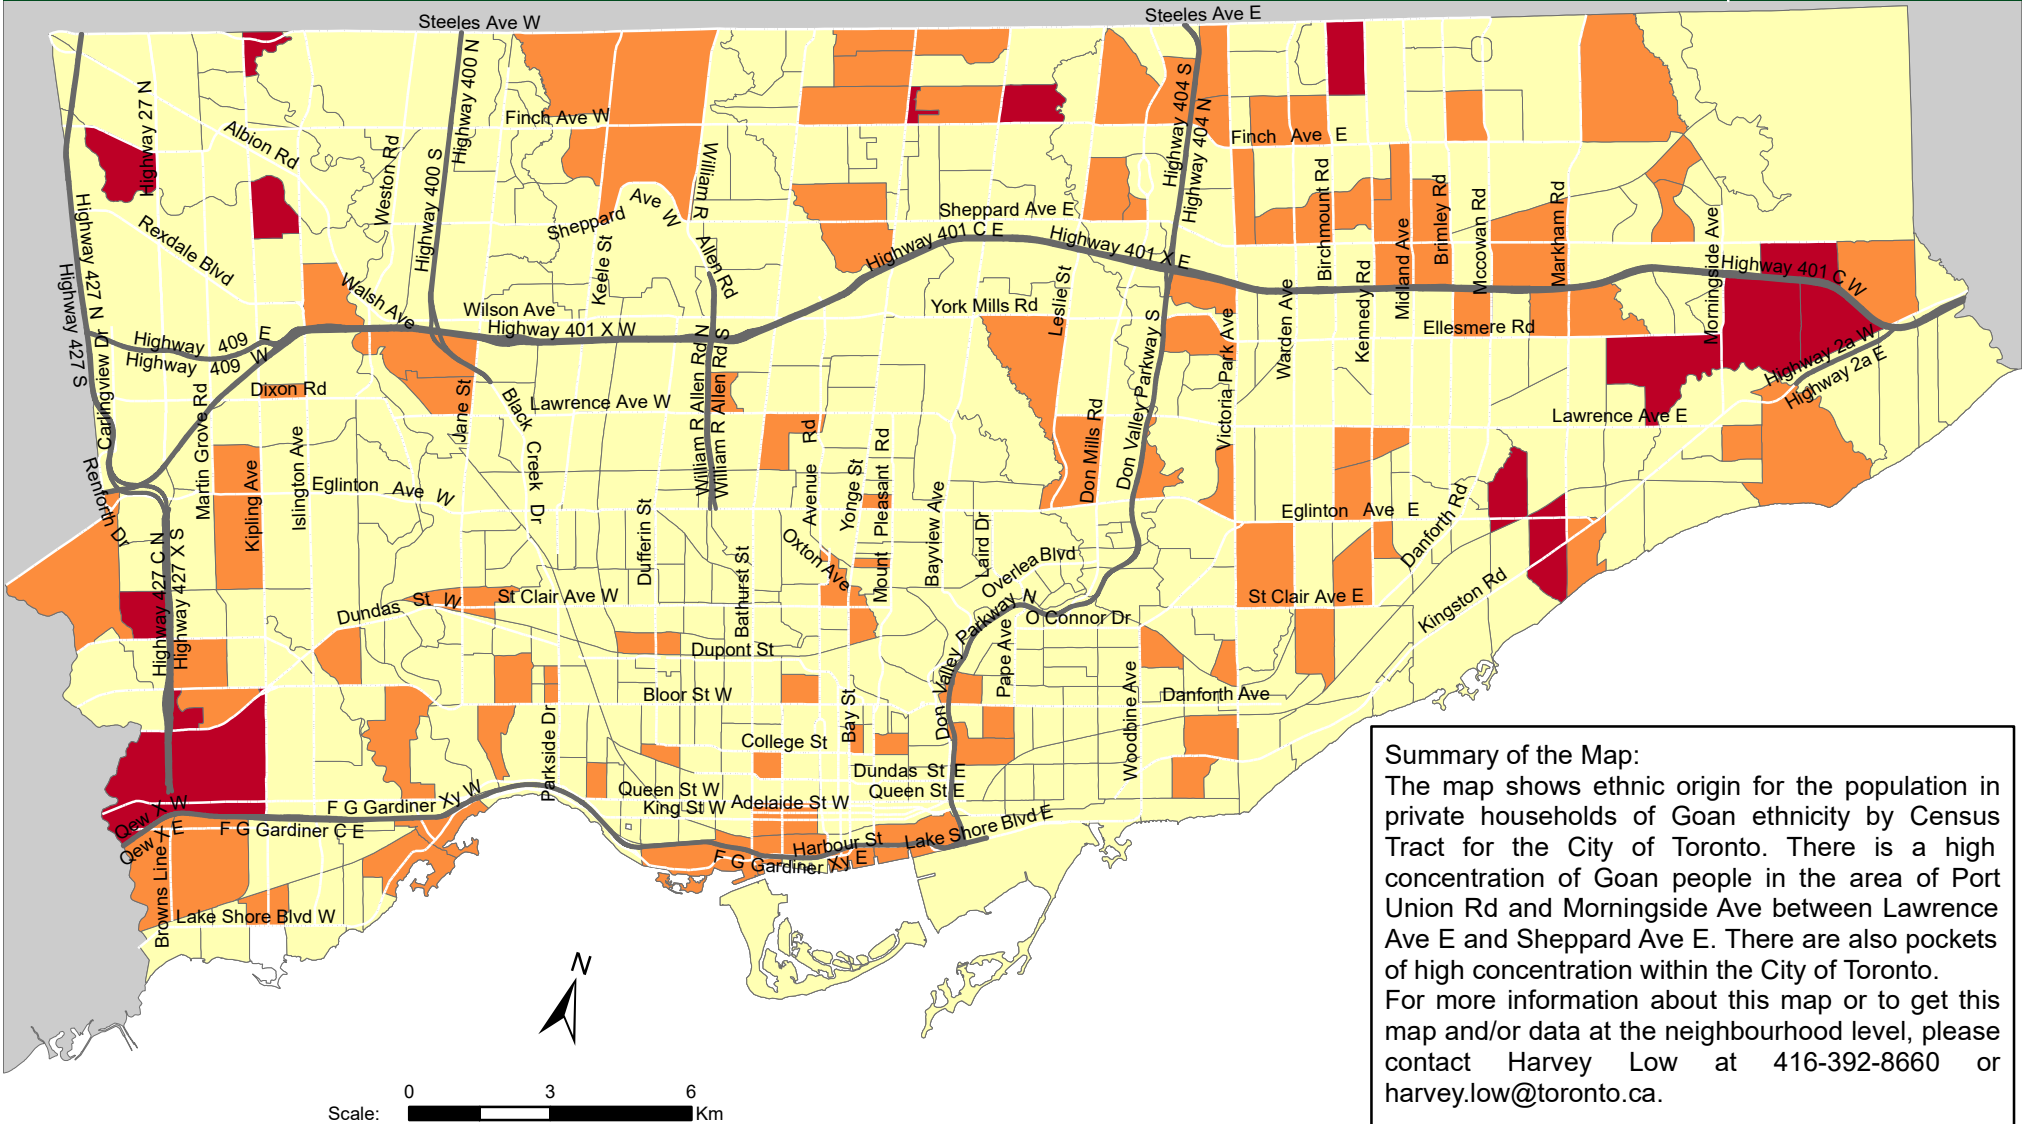 Steeles Ave W
Steeles Ave E
Highway 27 N
Albion Rd
Weston Rd
Highway 400 N
Highway 400 S
Finch Ave W
William R
Allen Rd
Highway 404 S
Highway 404 N
Finch Ave E
Highway 427 N
Highway 427 S
Rexdale Blvd
Sheppard Ave W
Keele St
Sheppard Ave E
Highway 401 C E
Highway 401 X E
Birchmount Rd
Midland Ave
Brimley Rd
Mccowan Rd
Markham Rd
Morningside Ave
Highway 401 C W
Walsh Ave
Wilson Ave
Highway 401 X W
York Mills Rd
Leslie St
Ellesmere Rd
Warden Ave
Kennedy Rd
Victoria Park Ave
Highway 409 E
Highway 409 W
Carlingview Dr
Dixon Rd
Martin Grove Rd
Jane St
Black Creek Dr
Lawrence Ave W
William R Allen Rd N
William R Allen Rd S
Don Valley Parkway S
Don Mills Rd
Lawrence Ave E
Highway 2a W
Highway 2a E
Renforth Dr
Kipling Ave
Islington Ave
Eglinton Ave W
Dufferin St
Bathurst St
Avenue Rd
Yonge St
Mount Pleasant Rd
Bayview Ave
Laird Dr
Oxton Ave
Overlea Blvd
Eglinton Ave E
Danforth Rd
Highway 427 C N
Highway 427 X S
Dundas St W
St Clair Ave W
St Clair Ave E
Kingston Rd
Don Valley Parkway N
O Connor Dr
Pape Ave
Dupont St
Bloor St W
Bay St
Danforth Ave
Woodbine Ave
Parkside Dr
College St
Dundas St E
Queen St E
Queen St W
King St W
Adelaide St W
F G Gardiner Xy W
F G Gardiner C E
Qew X W
Qew X E
Browns Line
Harbour St
Lake Shore Blvd E
F G Gardiner Xy E
Lake Shore Blvd W
N
Scale:
0 3 6
Km
Summary of the Map:
The map shows ethnic origin for the population in
private households of Goan ethnicity by Census
Tract for the City of Toronto. There is a high
concentration of Goan people in the area of Port
Union Rd and Morningside Ave between Lawrence
Ave E and Sheppard Ave E. There are also pockets
of high concentration within the City of Toronto.
For more information about this map or to get this
map and/or data at the neighbourhood level, please
contact Harvey Low at 416-392-8660 or
harvey.low@toronto.ca.